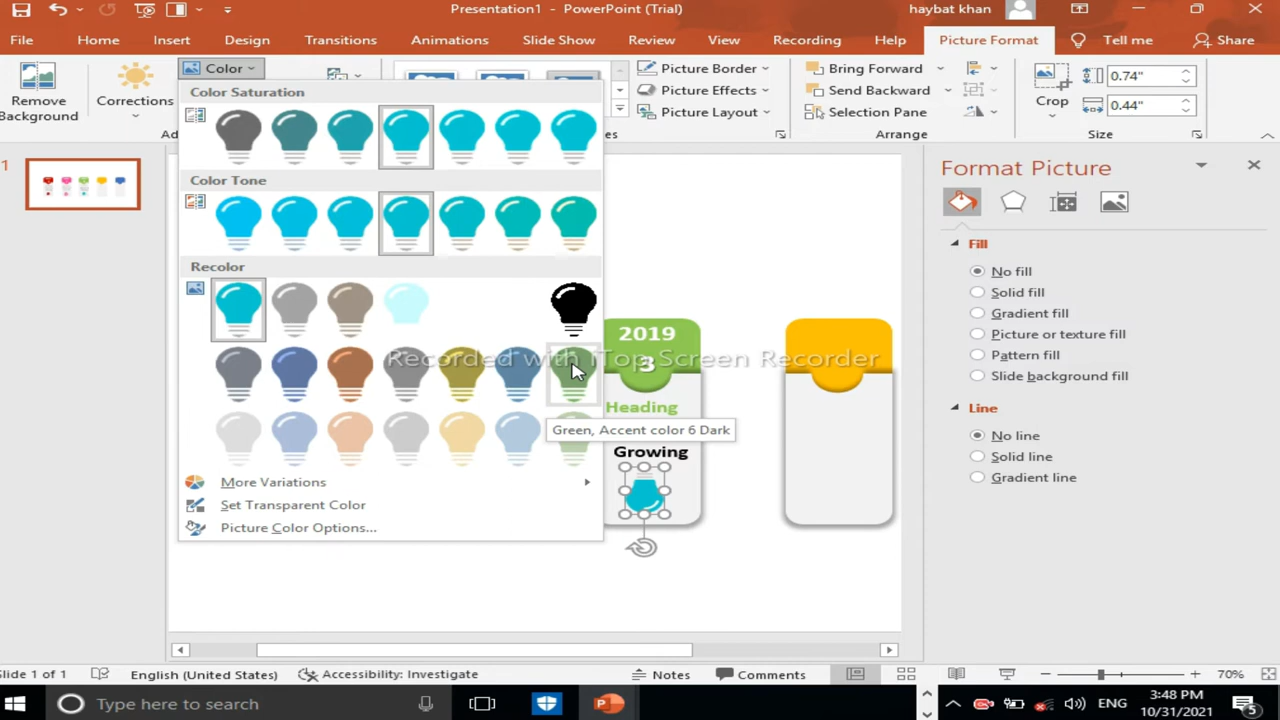 Presentation1 - PowerPoint (Trial)
haybat khan
File
Home
Insert
Design
Transitions
Animations
Slide Show
Review
View
Recording
Help
Picture Format
Tell me
Share
Remove
Background
Corrections
Color
Picture Border
Picture Effects
Picture Layout
Bring Forward
Send Backward
Selection Pane
Arrange
Crop
0.74"
0.44"
Size
Color Saturation
Color Tone
Recolor
More Variations
Set Transparent Color
Picture Color Options...
Green, Accent color 6 Dark
Recorded with iTop Screen Recorder
1
2019
3
Heading
Growing
Format Picture
Fill
No fill
Solid fill
Gradient fill
Picture or texture fill
Pattern fill
Slide background fill
Line
No line
Solid line
Gradient line
Slide 1 of 1
English (United States)
Accessibility: Investigate
Notes
Comments
70%
Type here to search
ENG
3:48 PM
10/31/2021
5